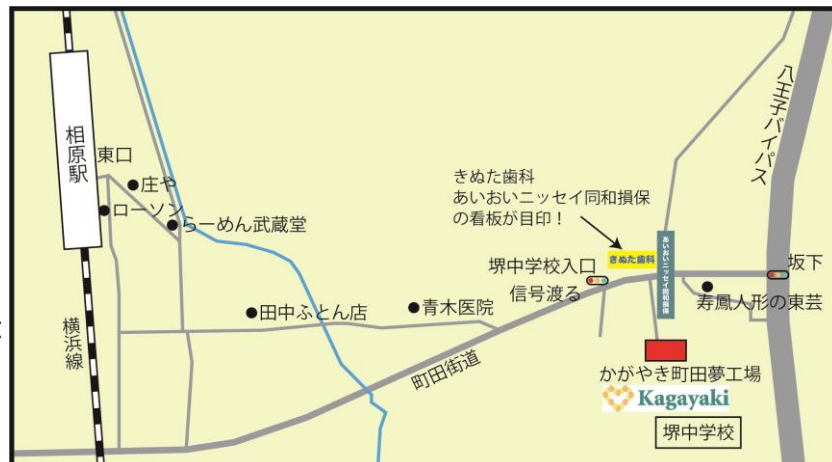 相原駅
東口
庄や
ローソン
らーめん武蔵堂
横浜線
田中ふとん店
青木医院
町田街道
きぬた歯科
あいおいニッセイ同和損保
の看板が目印！
堺中学校入口
信号渡る
きぬた歯科
あいおいニッセイ同和損保
八王子バイパス
坂下
寿鳳人形の東芸
かがやき町田夢工場
Kagayaki
堺中学校